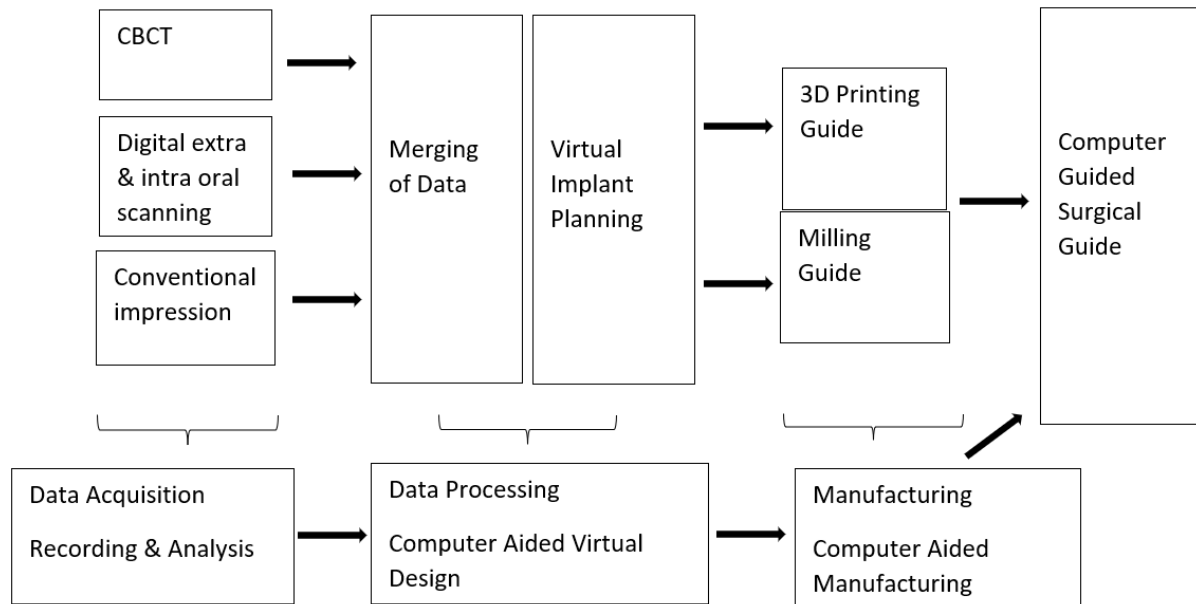 CBCT
Digital extra
& intra oral
scanning
Conventional
impression
Merging
of Data
Virtual
Implant
Planning
3D Printing
Guide
Milling
Guide
Computer
Guided
Surgical
Guide
Data Acquisition
Recording & Analysis
Data Processing
Computer Aided Virtual
Design
Manufacturing
Computer Aided
Manufacturing